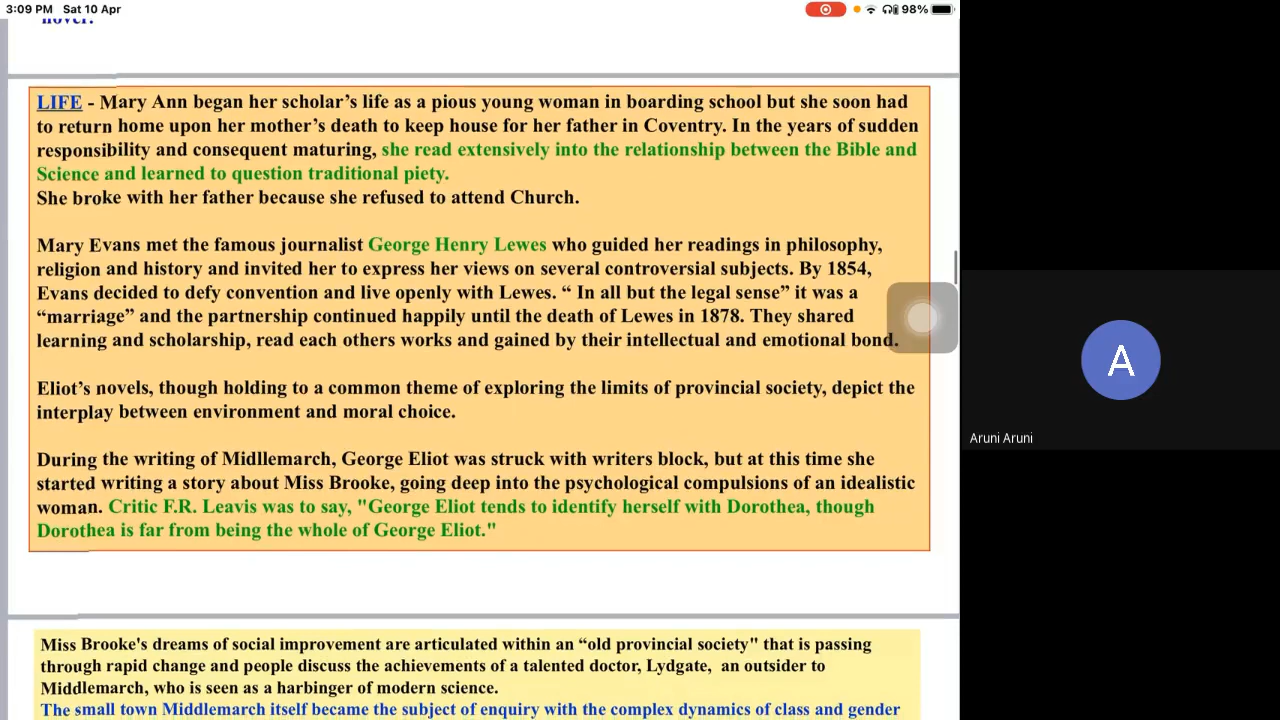 3:09 PM Sat 10 Apr
98%
novel.
LIFE - Mary Ann began her scholar’s life as a pious young woman in boarding school but she soon had
to return home upon her mother’s death to keep house for her father in Coventry. In the years of sudden
responsibility and consequent maturing, she read extensively into the relationship between the Bible and
Science and learned to question traditional piety.
She broke with her father because she refused to attend Church.
Mary Evans met the famous journalist George Henry Lewes who guided her readings in philosophy,
religion and history and invited her to express her views on several controversial subjects. By 1854,
Evans decided to defy convention and live openly with Lewes. “ In all but the legal sense” it was a
“marriage” and the partnership continued happily until the death of Lewes in 1878. They shared
learning and scholarship, read each others works and gained by their intellectual and emotional bond.
Eliot’s novels, though holding to a common theme of exploring the limits of provincial society, depict the
interplay between environment and moral choice.
During the writing of Midllemarch, George Eliot was struck with writers block, but at this time she
started writing a story about Miss Brooke, going deep into the psychological compulsions of an idealistic
woman. Critic F.R. Leavis was to say, "George Eliot tends to identify herself with Dorothea, though
Dorothea is far from being the whole of George Eliot."
Miss Brooke's dreams of social improvement are articulated within an “old provincial society" that is passing
through rapid change and people discuss the achievements of a talented doctor, Lydgate, an outsider to
Middlemarch, who is seen as a harbinger of modern science.
The small town Middlemarch itself became the subject of enquiry with the complex dynamics of class and gender
A
Aruni Aruni